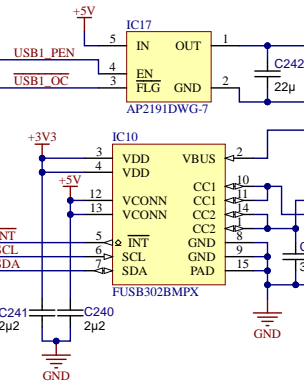 +5V
IC17
5 IN OUT 1
USB1_PEN
4 EN
USB1_OC
3 FLG GND 2
C242
22µ
AP2191DWG-7
+3V3
IC10
3 VDD VBUS 2
4 VDD
+5V
CC1 10
12 VCONN CC1 11
13 VCONN CC2 14
CC2 1
5 INT GND 8
SCL 6 SCL GND 9
SDA 7 SDA PAD 15
FUSB302BMPX
C241
2µ2
C240
2µ2
GND
GND